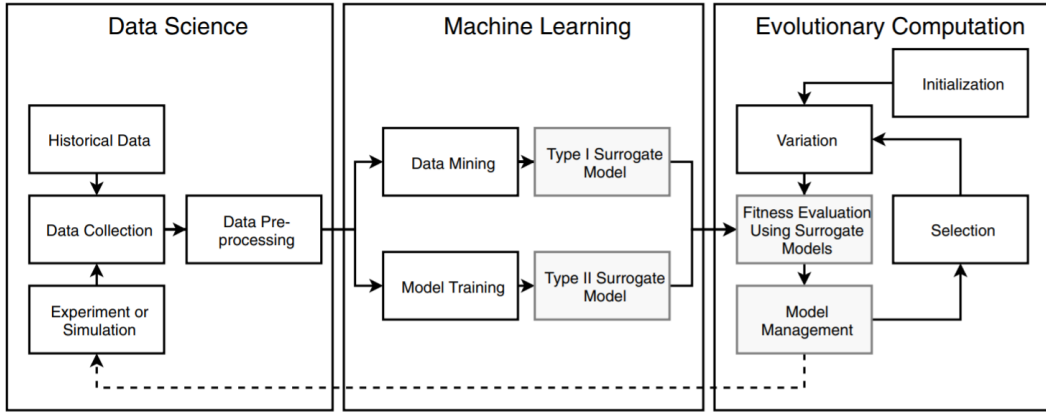 Data Science
Historical Data
Data Collection
Experiment or
Simulation
Data Pre-
processing
Machine Learning
Data Mining
Type I Surrogate
Model
Model Training
Type II Surrogate
Model
Evolutionary Computation
Initialization
Variation
Fitness Evaluation
Using Surrogate
Models
Selection
Model
Management